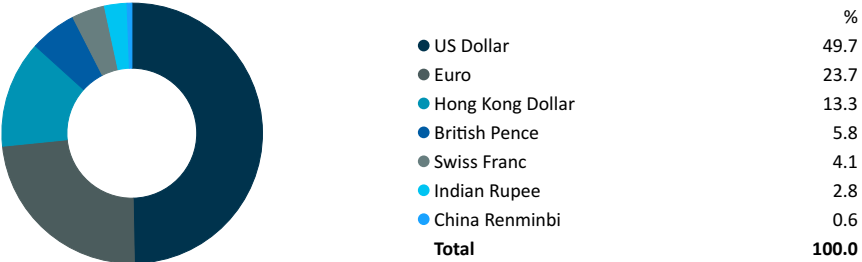 %
US Dollar 49.7
Euro 23.7
Hong Kong Dollar 13.3
British Pence 5.8
Swiss Franc 4.1
Indian Rupee 2.8
China Renminbi 0.6
Total 100.0